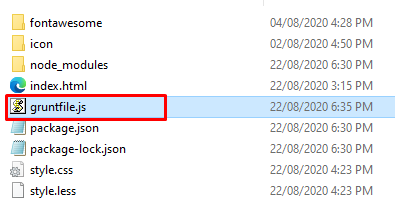 fontawesome 04/08/2020 4:28 PM
icon 02/08/2020 4:50 PM
node_modules 22/08/2020 6:30 PM
index.html 22/08/2020 3:15 PM
gruntfile.js 22/08/2020 6:35 PM
package.json 22/08/2020 6:30 PM
package-lock.json 22/08/2020 6:30 PM
style.css 22/08/2020 4:23 PM
style.less 22/08/2020 4:23 PM